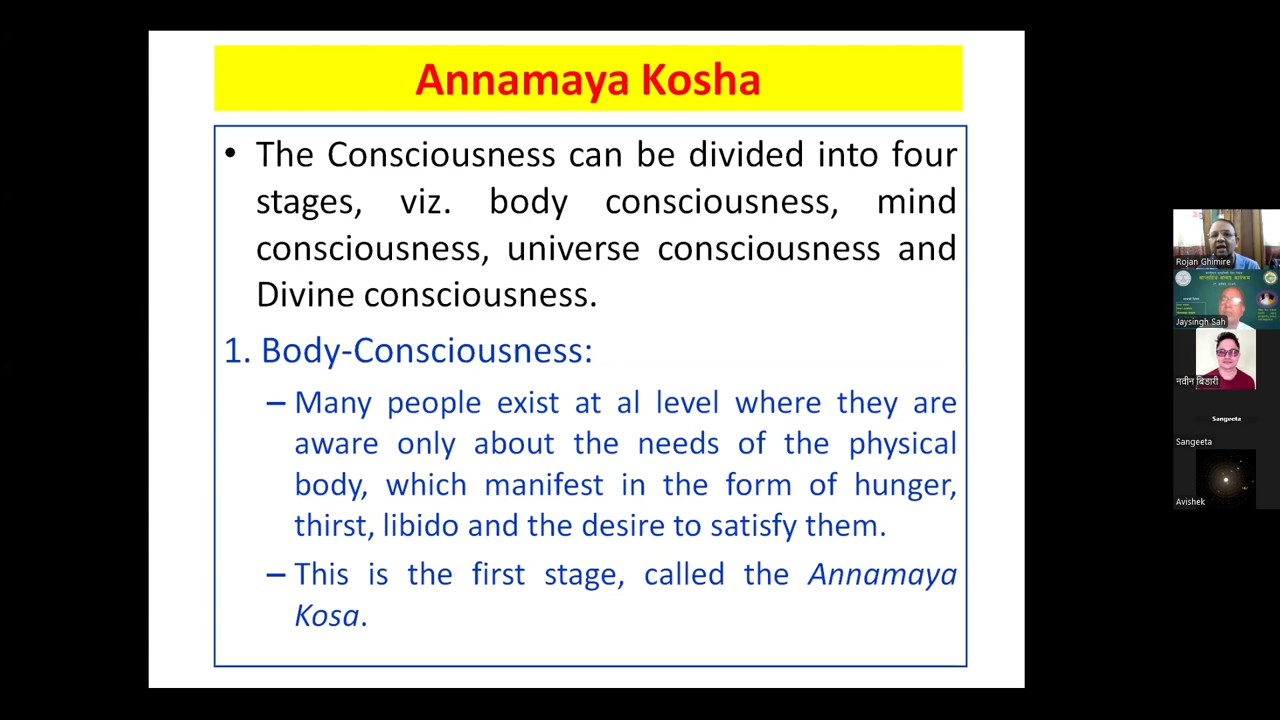 Annamaya Kosha
• The Consciousness can be divided into four
stages, viz. body consciousness, mind
consciousness, universe consciousness and
Divine consciousness.
1. Body-Consciousness:
– Many people exist at al level where they are
aware only about the needs of the physical
body, which manifest in the form of hunger,
thirst, libido and the desire to satisfy them.
– This is the first stage, called the Annamaya
Kosa.
Rojan Ghimire
Jaysingh Sah
नवीन बिडारी
Sangeeta
Sangeeta
Avishek